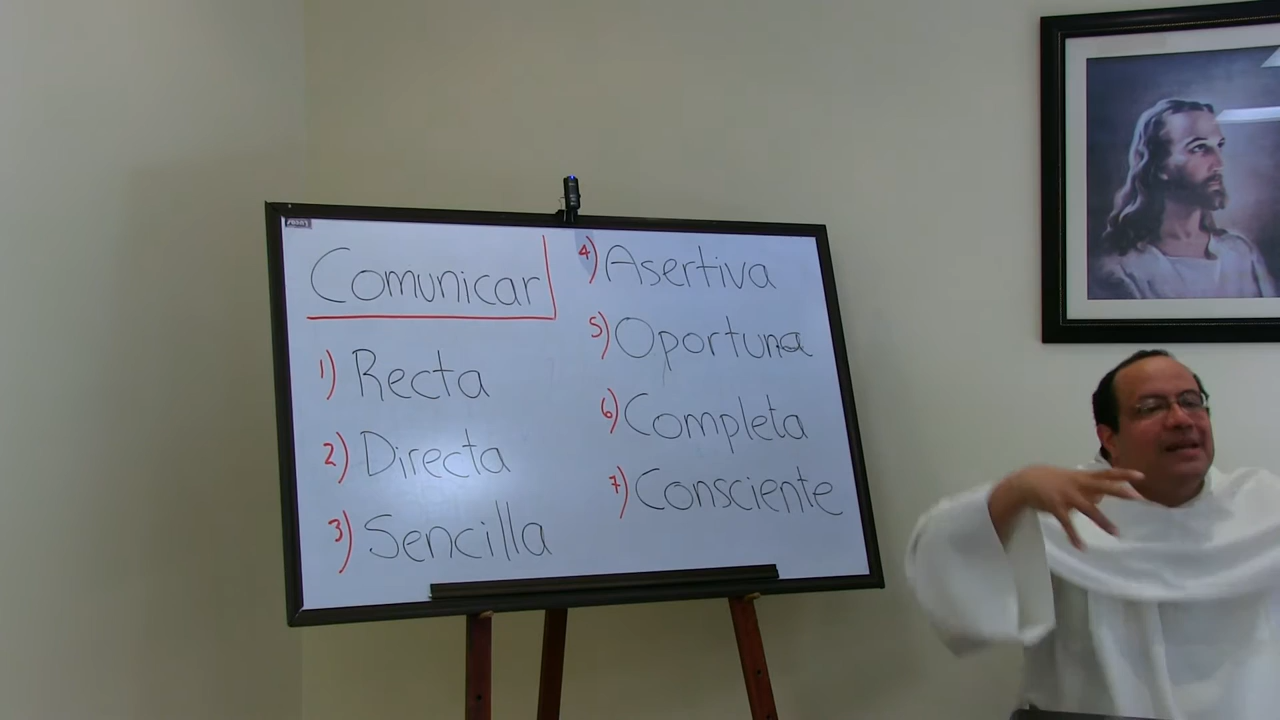 Comunicar
1) Recta
2) Directa
3) Sencilla
4) Asertiva
5) Oportuna
6) Completa
7) Consciente